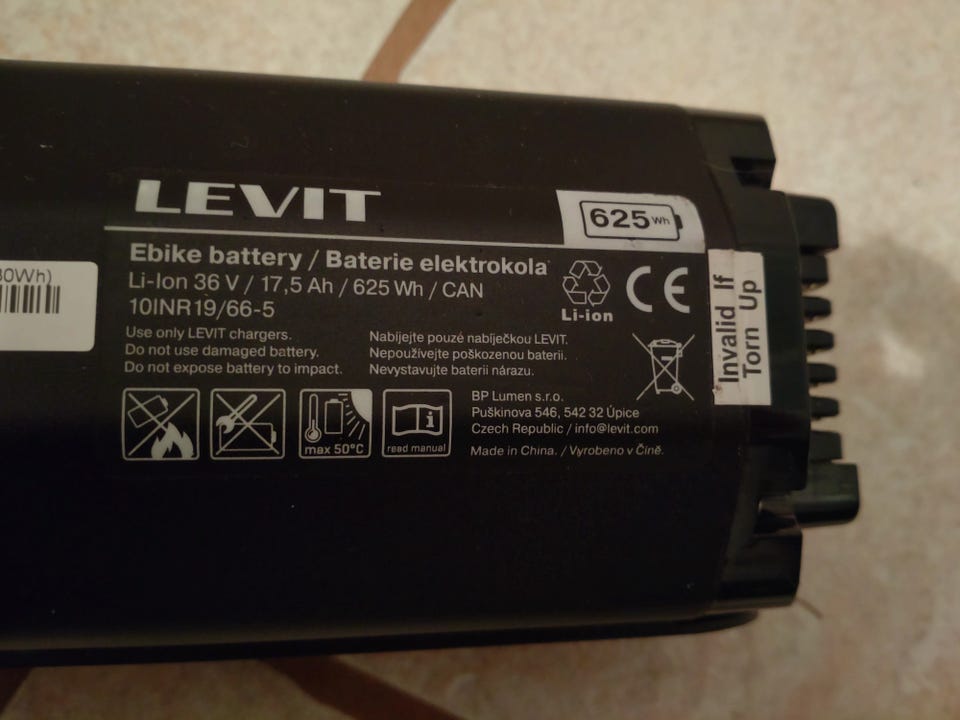 LEVIT
625 Wh
Ebike battery / Baterie elektrokola
Li-Ion 36 V / 17,5 Ah / 625 Wh / CAN
10INR19/66-5
Li-ion
CE
Use only LEVIT chargers.
Do not use damaged battery.
Do not expose battery to impact.
Nabíjejte pouzé nabíječkou LEVIT.
Nepoužívejte poškozenou baterii.
Nevystavujte baterii nárazu.
max 50°C
read manual
BP Lumen s.r.o.
Puškinova 546, 542 32 Úpice
Czech Republic / info@levit.com
Made in China. / Vyrobeno v Číně.
Invalid If
Torn Up